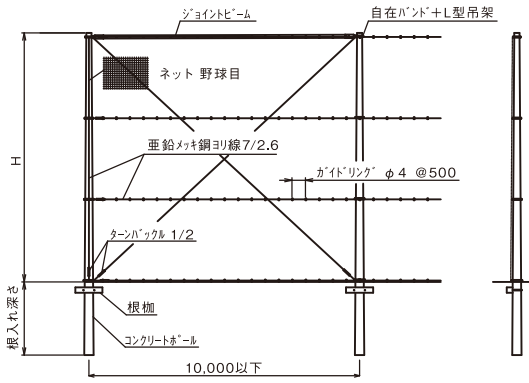 ジョイントビーム
自在バンド+L型吊架
ネット 野球目
H
亜鉛メッキ鋼ヨリ線7/2.6
ガイドリング φ4 @500
ターンバックル 1/2
根入れ深さ
根枷
コンクリートポール
10,000以下